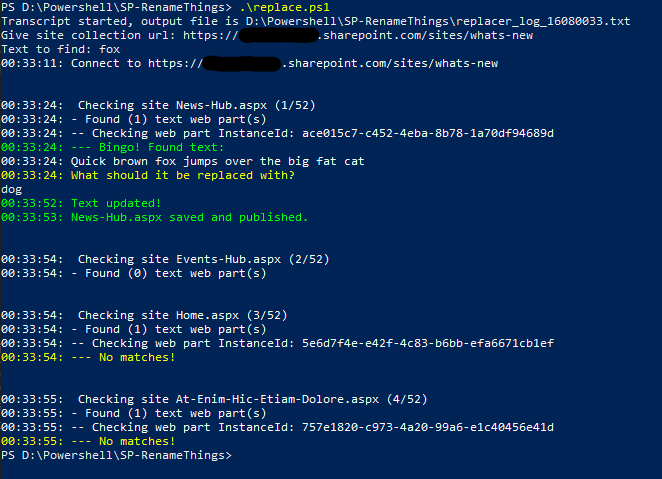 PS D:\Powershell\SP-RenameThings> .\replace.ps1
Transcript started, output file is D:\Powershell\SP-RenameThings\replacer_log_16080033.txt
Give site collection url: https://.sharepoint.com/sites/whats-new
Text to find: fox
00:33:11: Connect to https://.sharepoint.com/sites/whats-new
00:33:24:  Checking site News-Hub.aspx (1/52)
00:33:24: - Found (1) text web part(s)
00:33:24: -- Checking web part InstanceId: ace015c7-c452-4eba-8b78-1a70df94689d
00:33:24: --- Bingo! Found text:
00:33:24: Quick brown fox jumps over the big fat cat
00:33:24: What should it be replaced with?
dog
00:33:52: Text updated!
00:33:53: News-Hub.aspx saved and published.
00:33:54:  Checking site Events-Hub.aspx (2/52)
00:33:54: - Found (0) text web part(s)
00:33:54:  Checking site Home.aspx (3/52)
00:33:54: - Found (1) text web part(s)
00:33:54: -- Checking web part InstanceId: 5e6d7f4e-e42f-4c83-b6bb-efa6671cb1ef
00:33:54: --- No matches!
00:33:55:  Checking site At-Enim-Hic-Etiam-Dolore.aspx (4/52)
00:33:55: - Found (1) text web part(s)
00:33:55: -- Checking web part InstanceId: 757e1820-c973-4a20-99a6-e1c40456e41d
00:33:55: --- No matches!
PS D:\Powershell\SP-RenameThings>